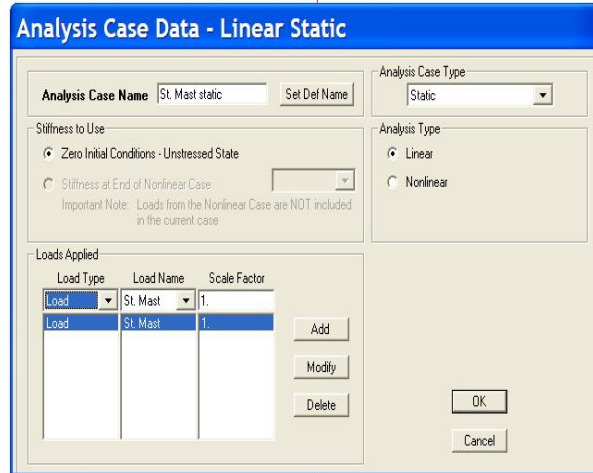 Analysis Case Data - Linear Static
Analysis Case Name St. Mast static Set Def Name
Analysis Case Type
Static
Stiffness to Use
Zero Initial Conditions - Unstressed State
Stiffness at End of Nonlinear Case
Important Note: Loads from the Nonlinear Case are NOT included
in the current case
Analysis Type
Linear
Nonlinear
Loads Applied
Load Type Load Name Scale Factor
Load St. Mast 1.
Load St. Mast 1.
Add
Modify
Delete
OK
Cancel